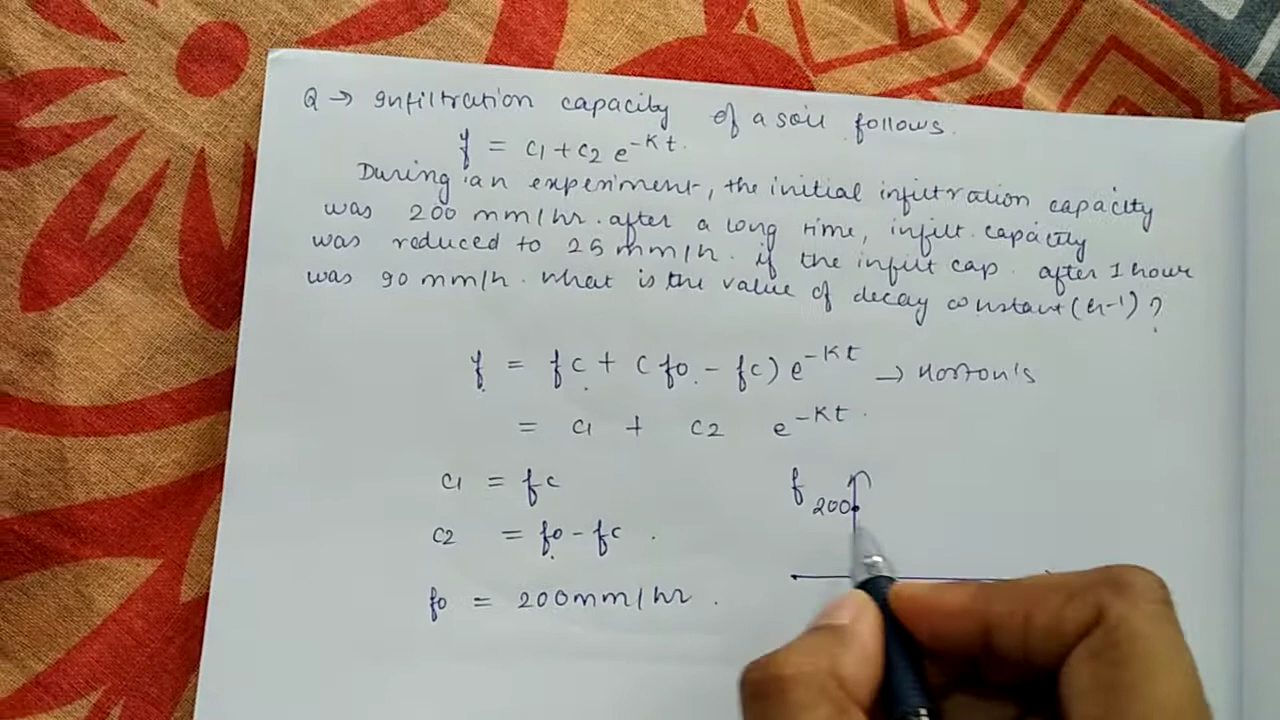 Q → Infiltration capacity of a soil follows.
f = c1 + c2 e^-Kt.
During an experiment, the initial infiltration capacity
was 200 mm/hr. after a long time, infilt. capacity
was reduced to 25 mm/h. if the infilt cap. after 1 hour
was 90 mm/h. What is the value of decay constant (h-1)?
f = fc + (fo - fc) e^-Kt → Horton's
= c1 + c2 e^-Kt.
c1 = fc
c2 = fo - fc.
fo = 200mm/hr.
f
200